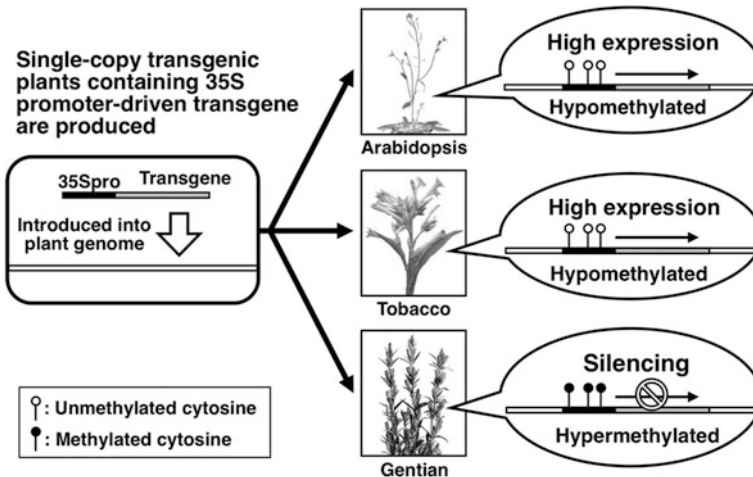 Single-copy transgenic
plants containing 35S
promoter-driven transgene
are produced
35Spro Transgene
Introduced into
plant genome
: Unmethylated cytosine
: Methylated cytosine
Arabidopsis
High expression
Hypomethylated
Tobacco
High expression
Hypomethylated
Gentian
Silencing
Hypermethylated